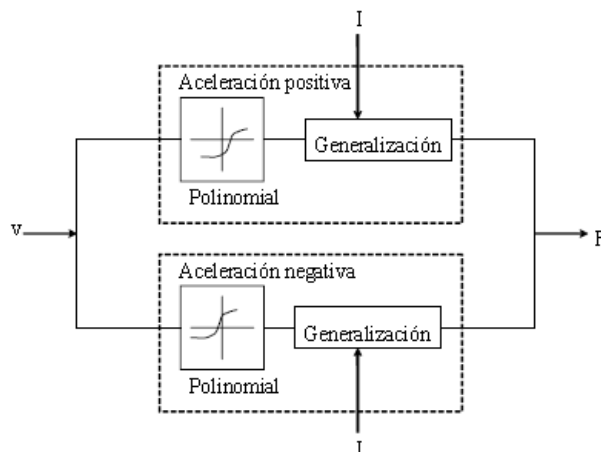 I
Aceleración positiva
Generalización
Polinomial
v
F
Aceleración negativa
Generalización
Polinomial
I